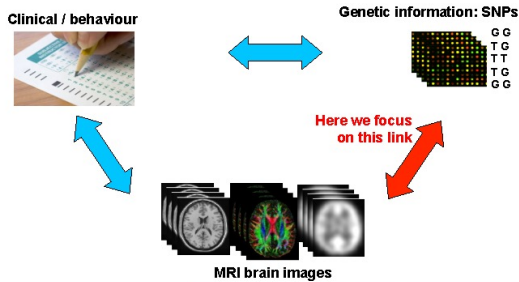 Clinical / behaviour
Genetic information: SNPs
G G
T G
T T
T G
G G
Here we focus
on this link
MRI brain images